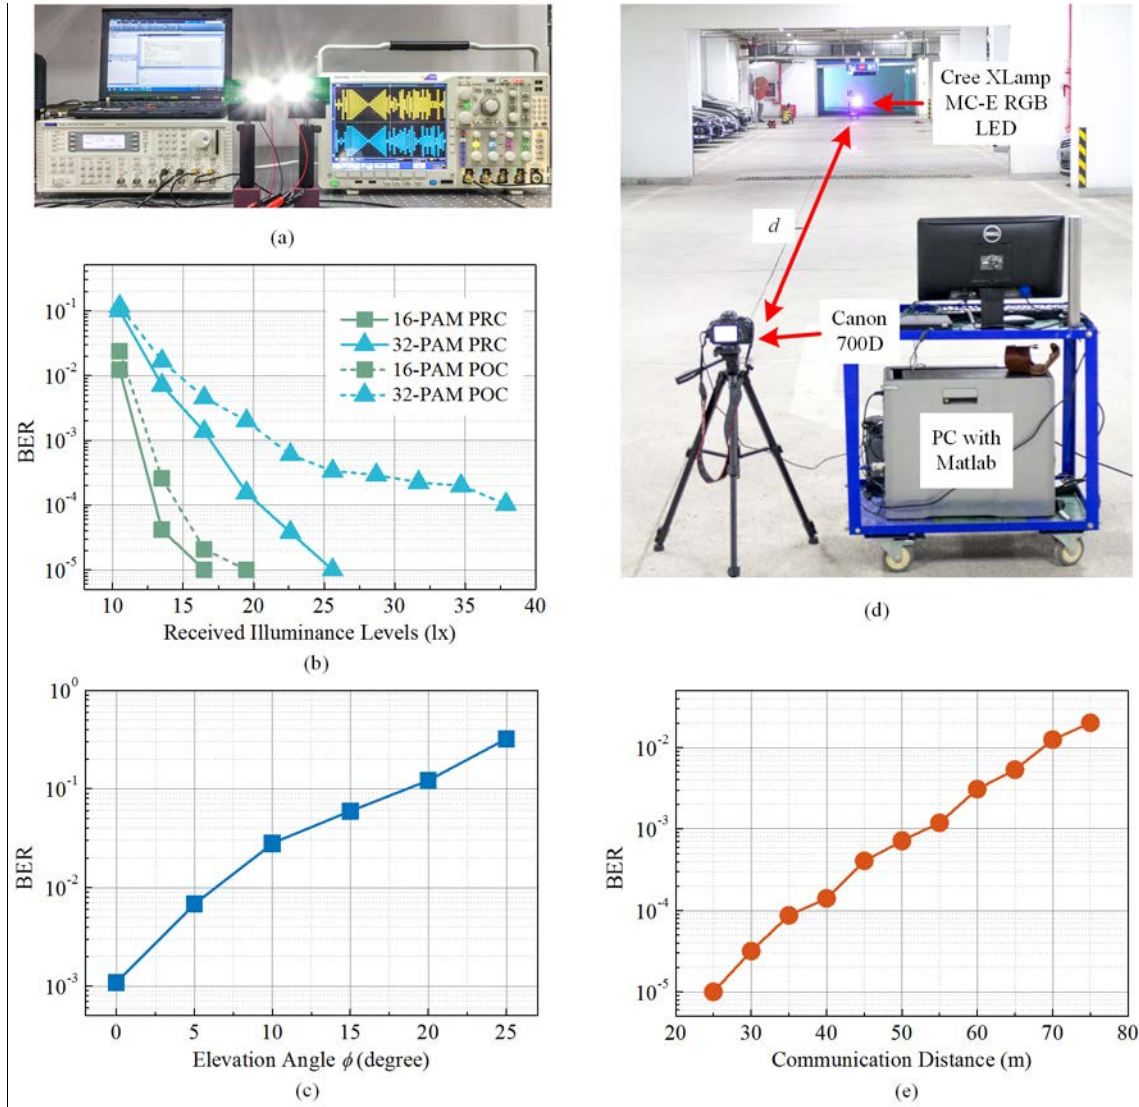 (a)
10⁻¹
10⁻²
10⁻³
10⁻⁴
10⁻⁵
BER
16-PAM PRC
32-PAM PRC
16-PAM POC
32-PAM POC
10 15 20 25 30 35 40
Received Illuminance Levels (lx)
(b)
Cree XLamp
MC-E RGB
LED
d
DELL
Canon
700D
PC with
Matlab
(d)
10⁰
10⁻¹
10⁻²
10⁻³
BER
0 5 10 15 20 25
Elevation Angle ϕ (degree)
(c)
10⁻²
10⁻³
10⁻⁴
10⁻⁵
BER
20 30 40 50 60 70 80
Communication Distance (m)
(e)